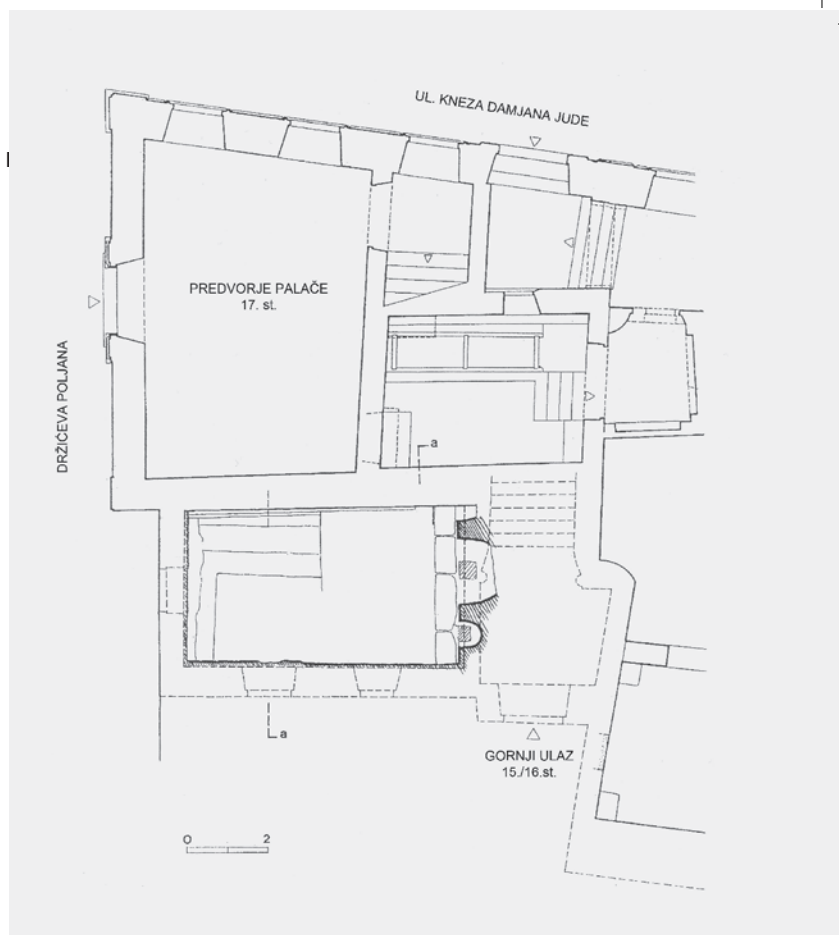 UL. KNEZA DAMJANA JUDE
PREDVORJE PALAČE
17. st.
DRŽIĆEVA POLJANA
a
a
GORNJI ULAZ
15./16.st.
0 2